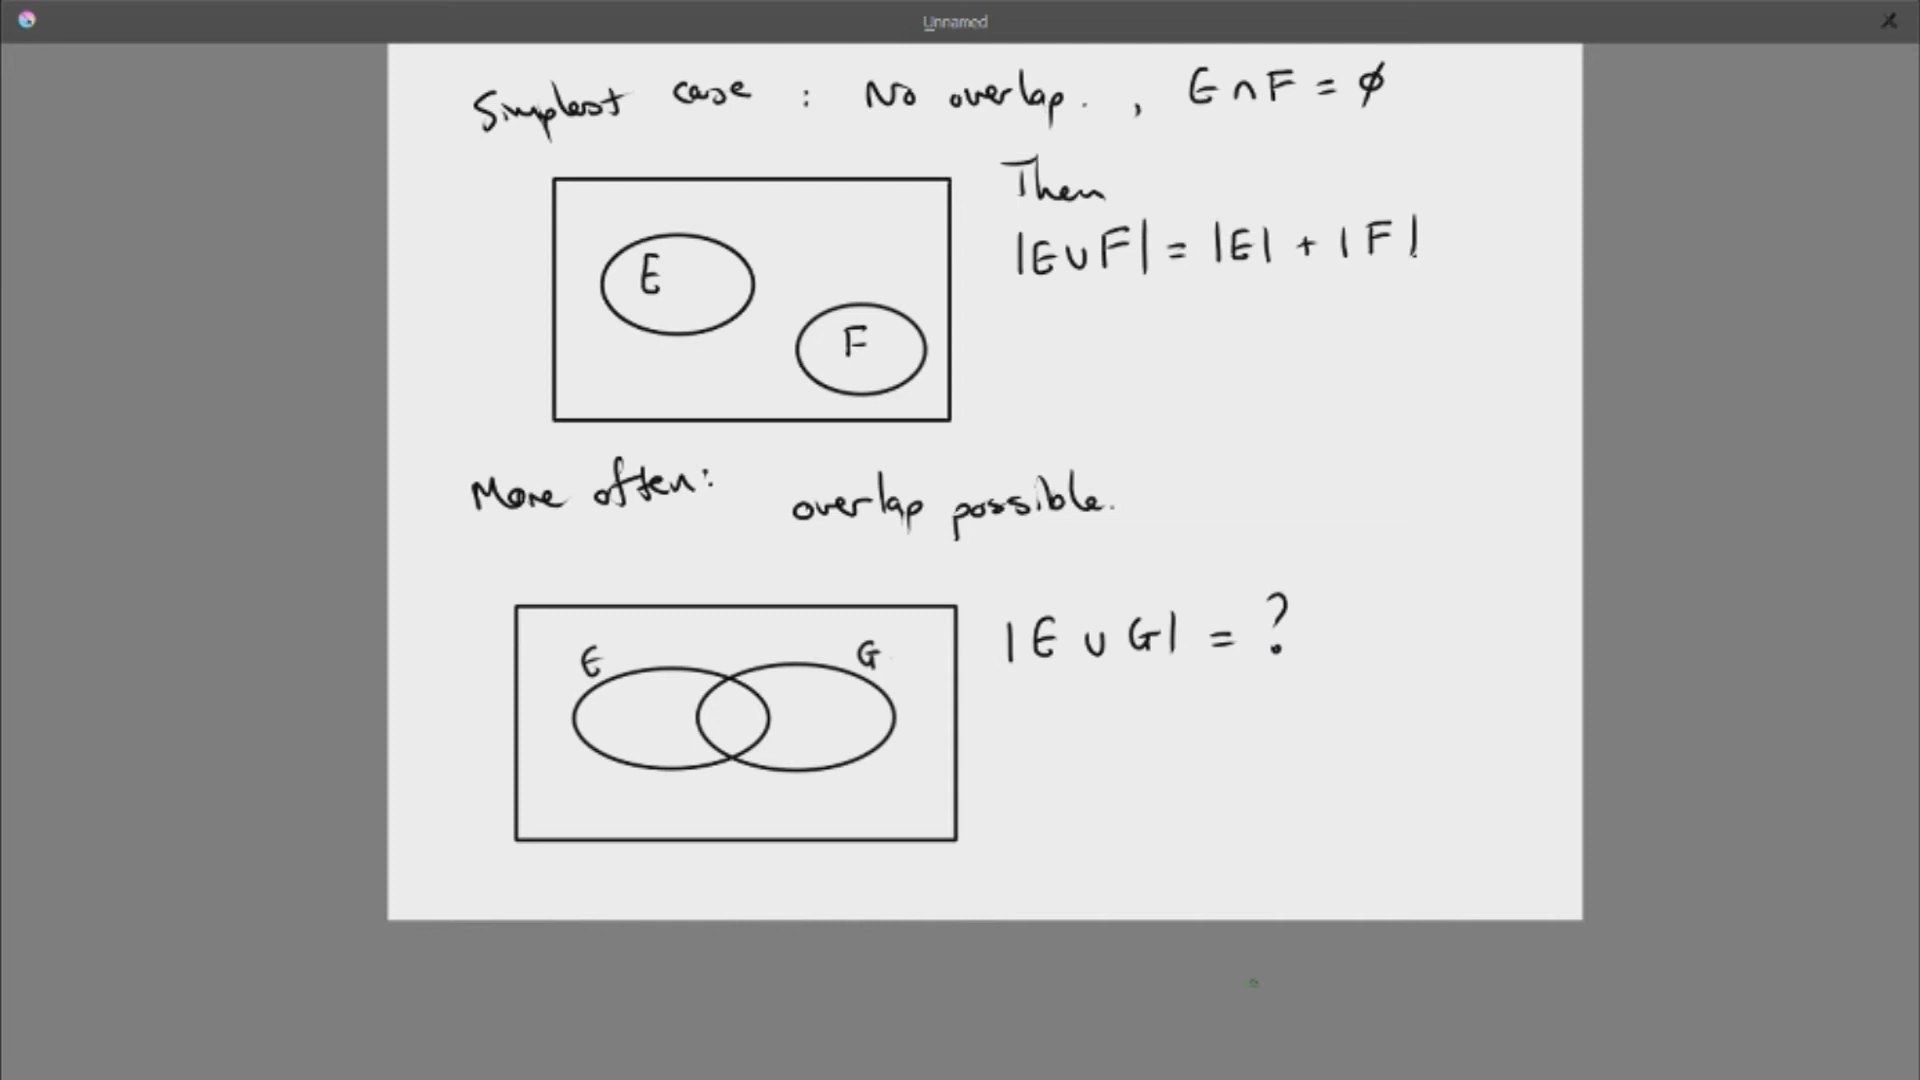 Unnamed
Simplest case : No overlap. , E ∩ F = ∅
Then
|E ∪ F| = |E| + |F|
E
F
More often: overlap possible.
|E ∪ G| = ?
E
G